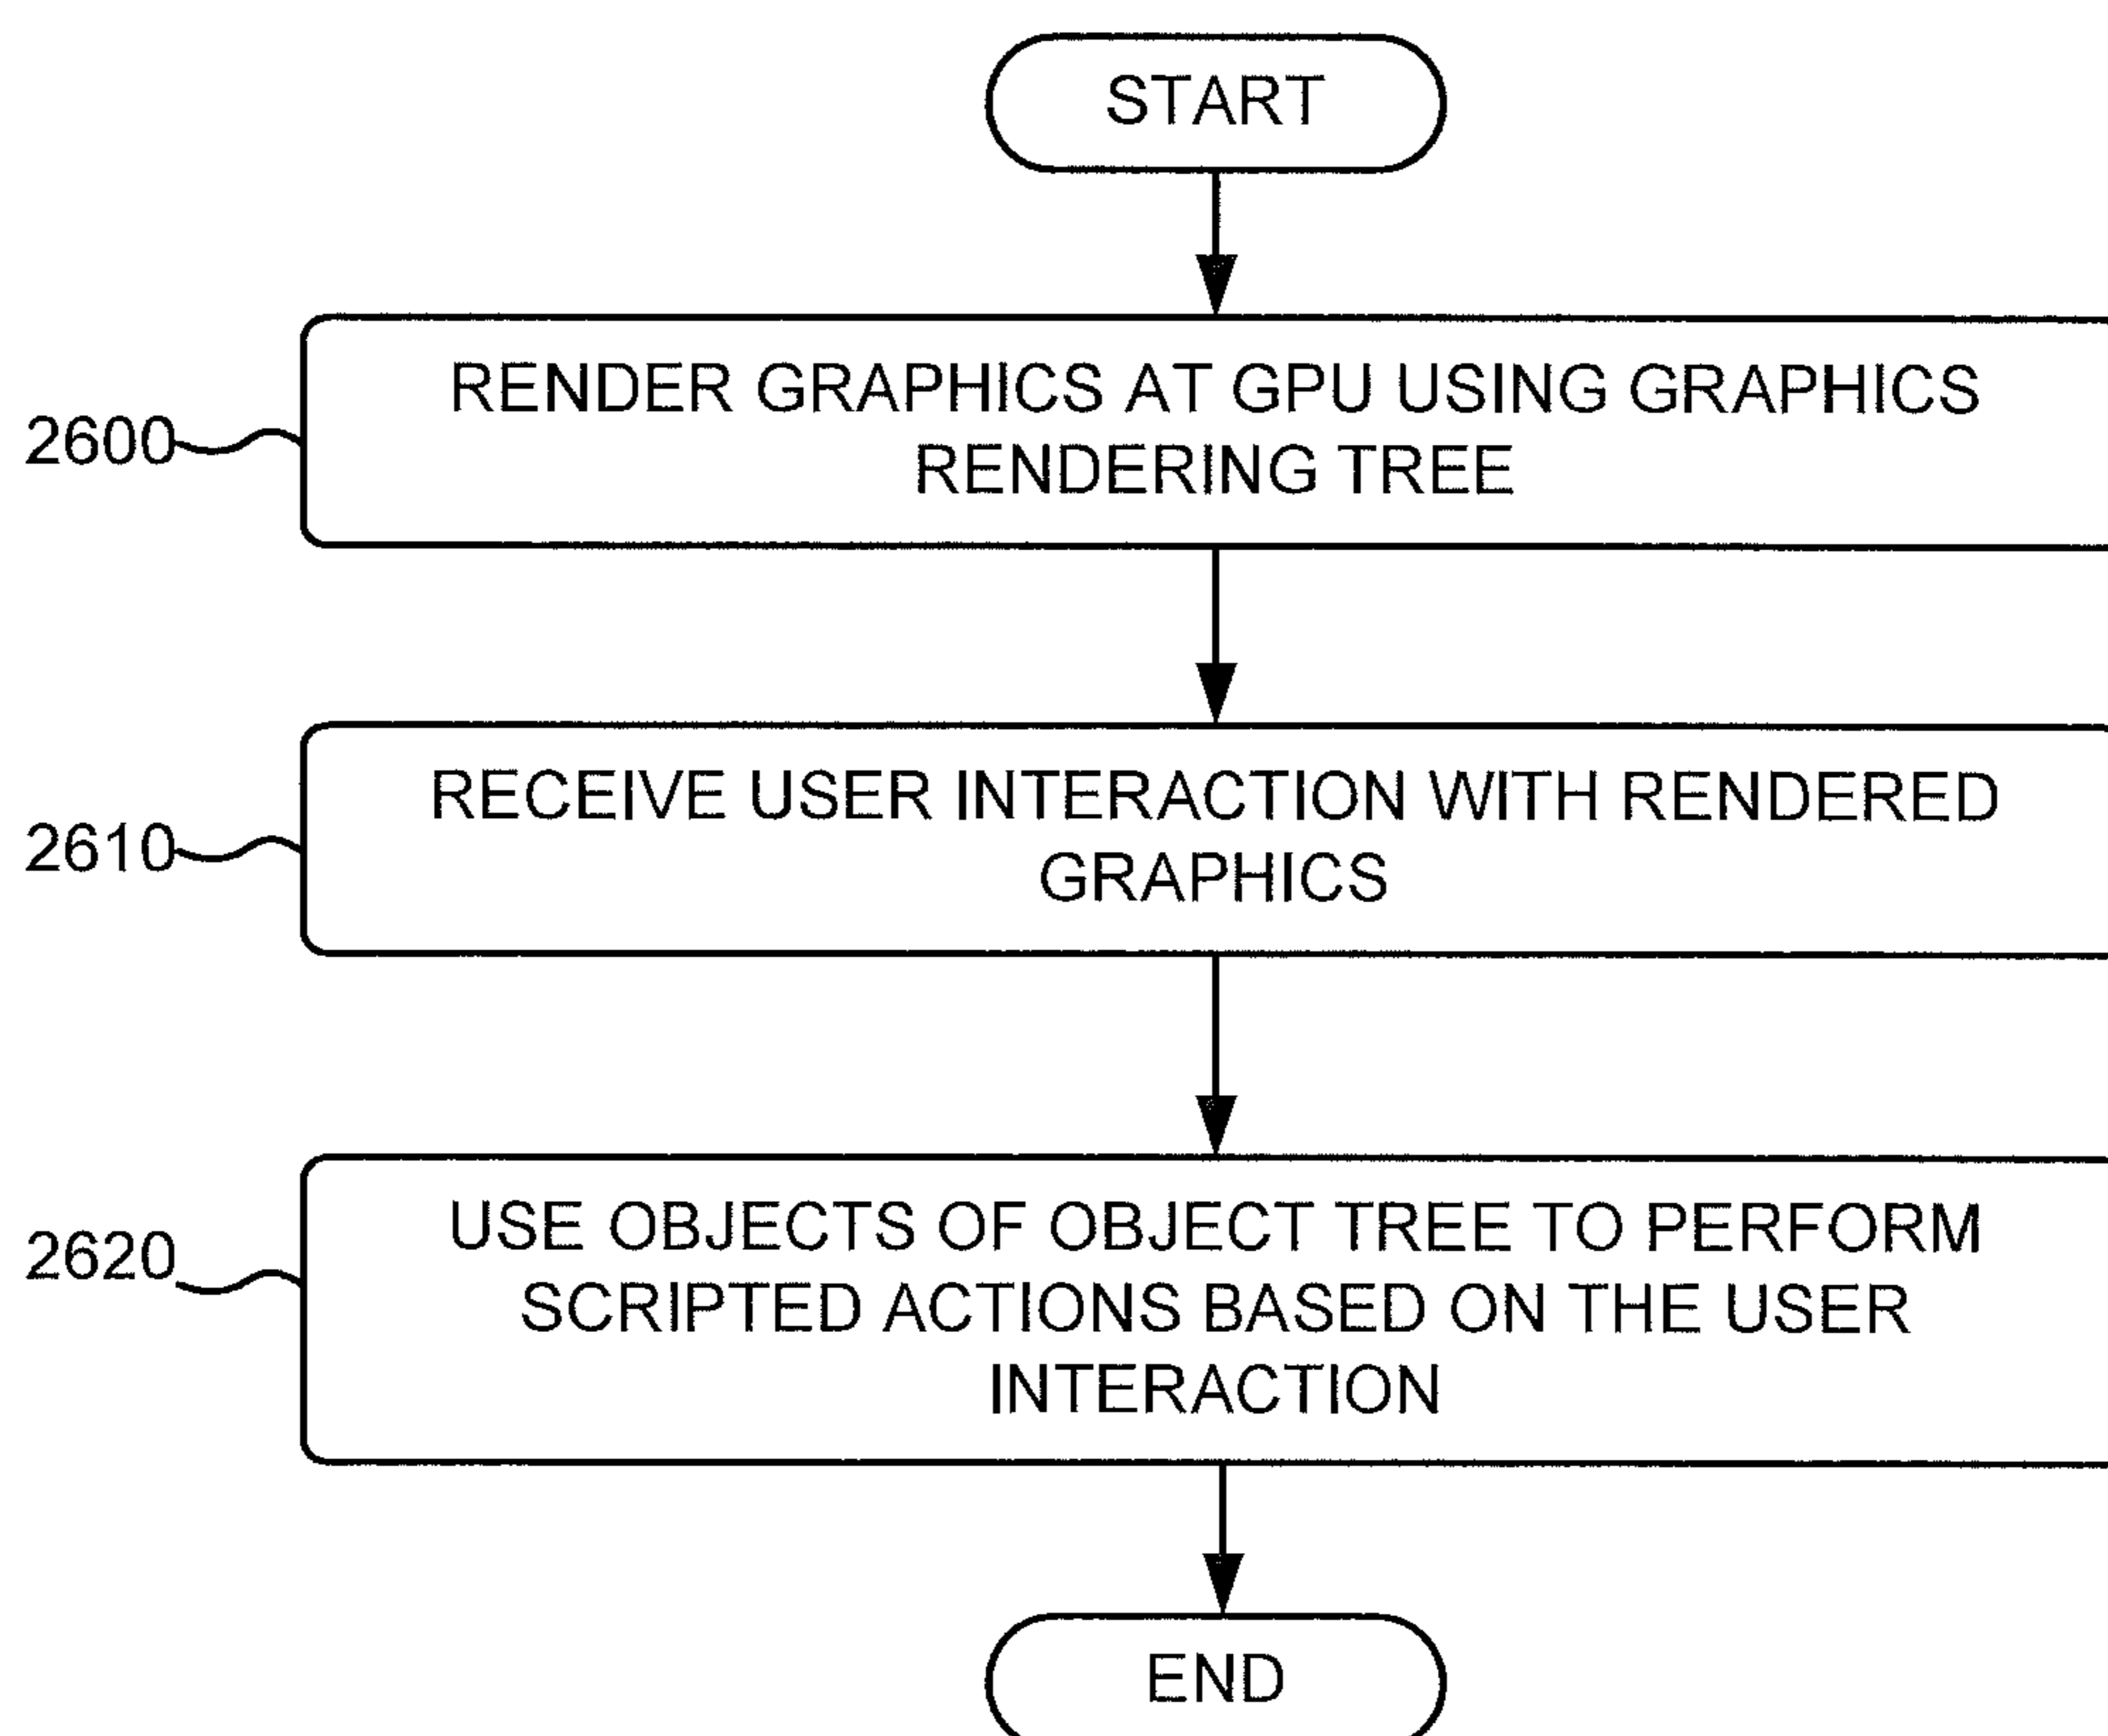 START
RENDER GRAPHICS AT GPU USING GRAPHICS
RENDERING TREE
2600
RECEIVE USER INTERACTION WITH RENDERED
GRAPHICS
2610
USE OBJECTS OF OBJECT TREE TO PERFORM
SCRIPTED ACTIONS BASED ON THE USER
INTERACTION
2620
END